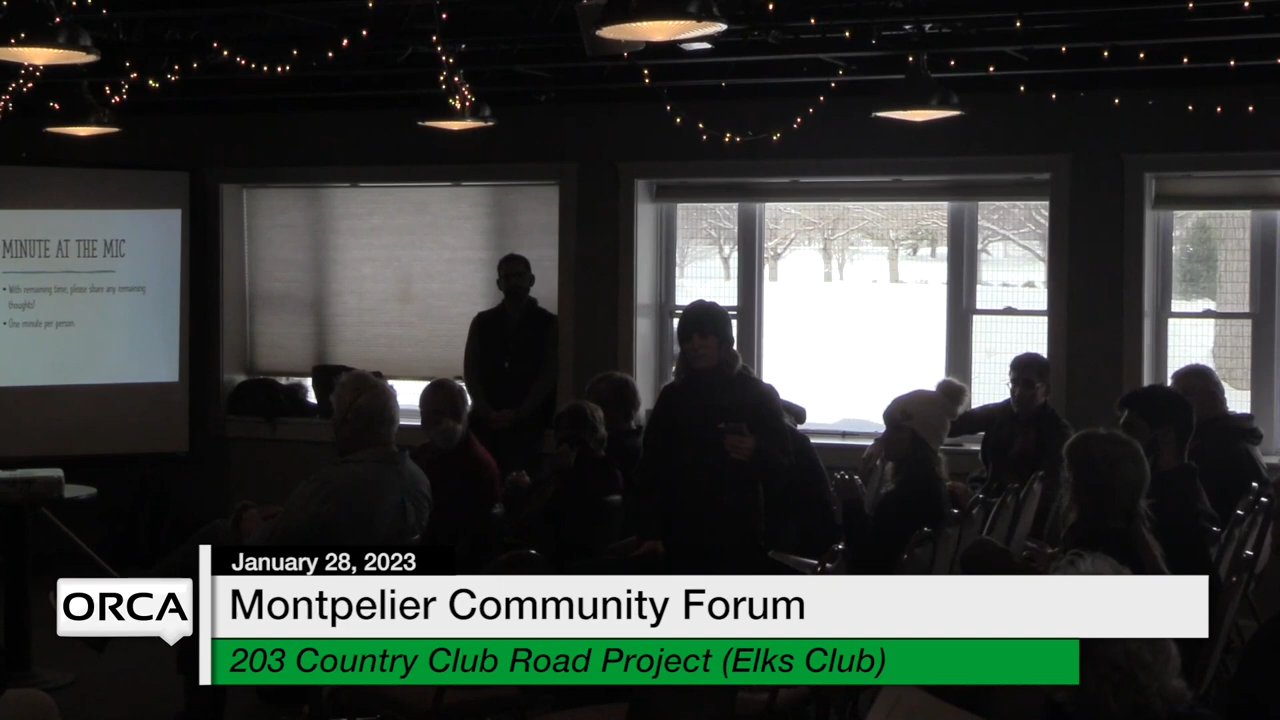 MINUTE AT THE MIC
• With remaining time, please share any remaining
thoughts!
• One minute per person
January 28, 2023
ORCA
Montpelier Community Forum
203 Country Club Road Project (Elks Club)